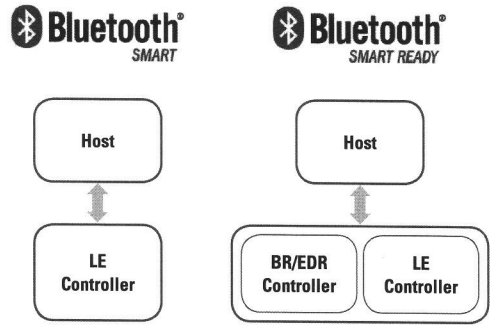 Bluetooth®
SMART
Host
LE
Controller
Bluetooth®
SMART READY
Host
BR/EDR
Controller
LE
Controller